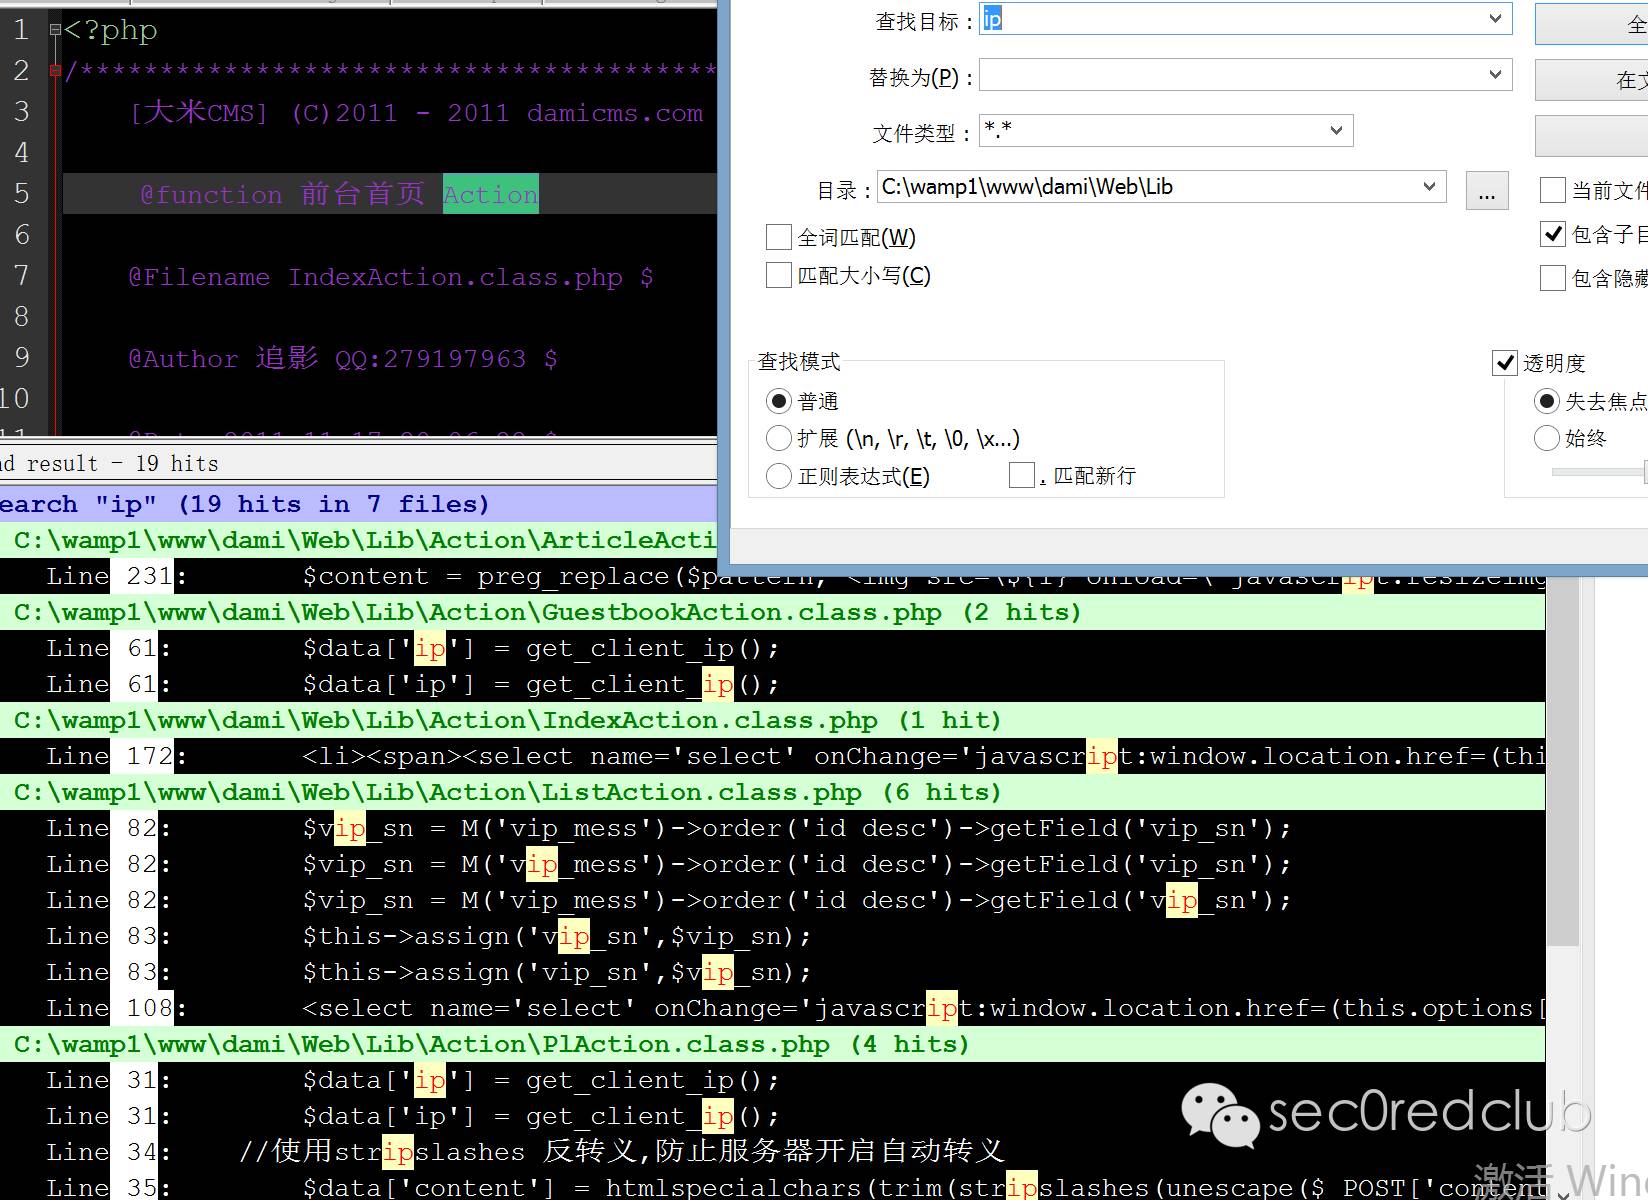 1 <?php
2 /****************************************
3 [大米CMS] (C)2011 - 2011 damicms.com
4
5 @function 前台首页 Action
6
7 @Filename IndexAction.class.php $
8
9 @Author 追影 QQ:279197963 $
10
查找目标： ip
全
替换为(P)：
在文
文件类型： *.*
目录： C:\wamp1\www\dami\Web\Lib
...
当前文件
全词匹配(W)
包含子目
匹配大小写(C)
包含隐藏
查找模式
普通
扩展 (\n, \r, \t, \0, \x...)
正则表达式(E)
. 匹配新行
透明度
失去焦点
始终
nd result - 19 hits
earch "ip" (19 hits in 7 files)
C:\wamp1\www\dami\Web\Lib\Action\ArticleActi
Line 231: $content = preg_replace($pattern,
C:\wamp1\www\dami\Web\Lib\Action\GuestbookAction.class.php (2 hits)
Line 61: $data['ip'] = get_client_ip();
Line 61: $data['ip'] = get_client_ip();
C:\wamp1\www\dami\Web\Lib\Action\IndexAction.class.php (1 hit)
Line 172: <li><span><select name='select' onChange='javascript:window.location.href=(thi
C:\wamp1\www\dami\Web\Lib\Action\ListAction.class.php (6 hits)
Line 82: $vip_sn = M('vip_mess')->order('id desc')->getField('vip_sn');
Line 82: $vip_sn = M('vip_mess')->order('id desc')->getField('vip_sn');
Line 82: $vip_sn = M('vip_mess')->order('id desc')->getField('vip_sn');
Line 83: $this->assign('vip_sn',$vip_sn);
Line 83: $this->assign('vip_sn',$vip_sn);
Line 108: <select name='select' onChange='javascript:window.location.href=(this.options[
C:\wamp1\www\dami\Web\Lib\Action\PlAction.class.php (4 hits)
Line 31: $data['ip'] = get_client_ip();
Line 31: $data['ip'] = get_client_ip();
Line 34: //使用stripslashes 反转义,防止服务器开启自动转义
Line 35: $data['content'] = htmlspecialchars(trim(stripslashes(unescape($_POST['cont
sec0redclub
激活 Win